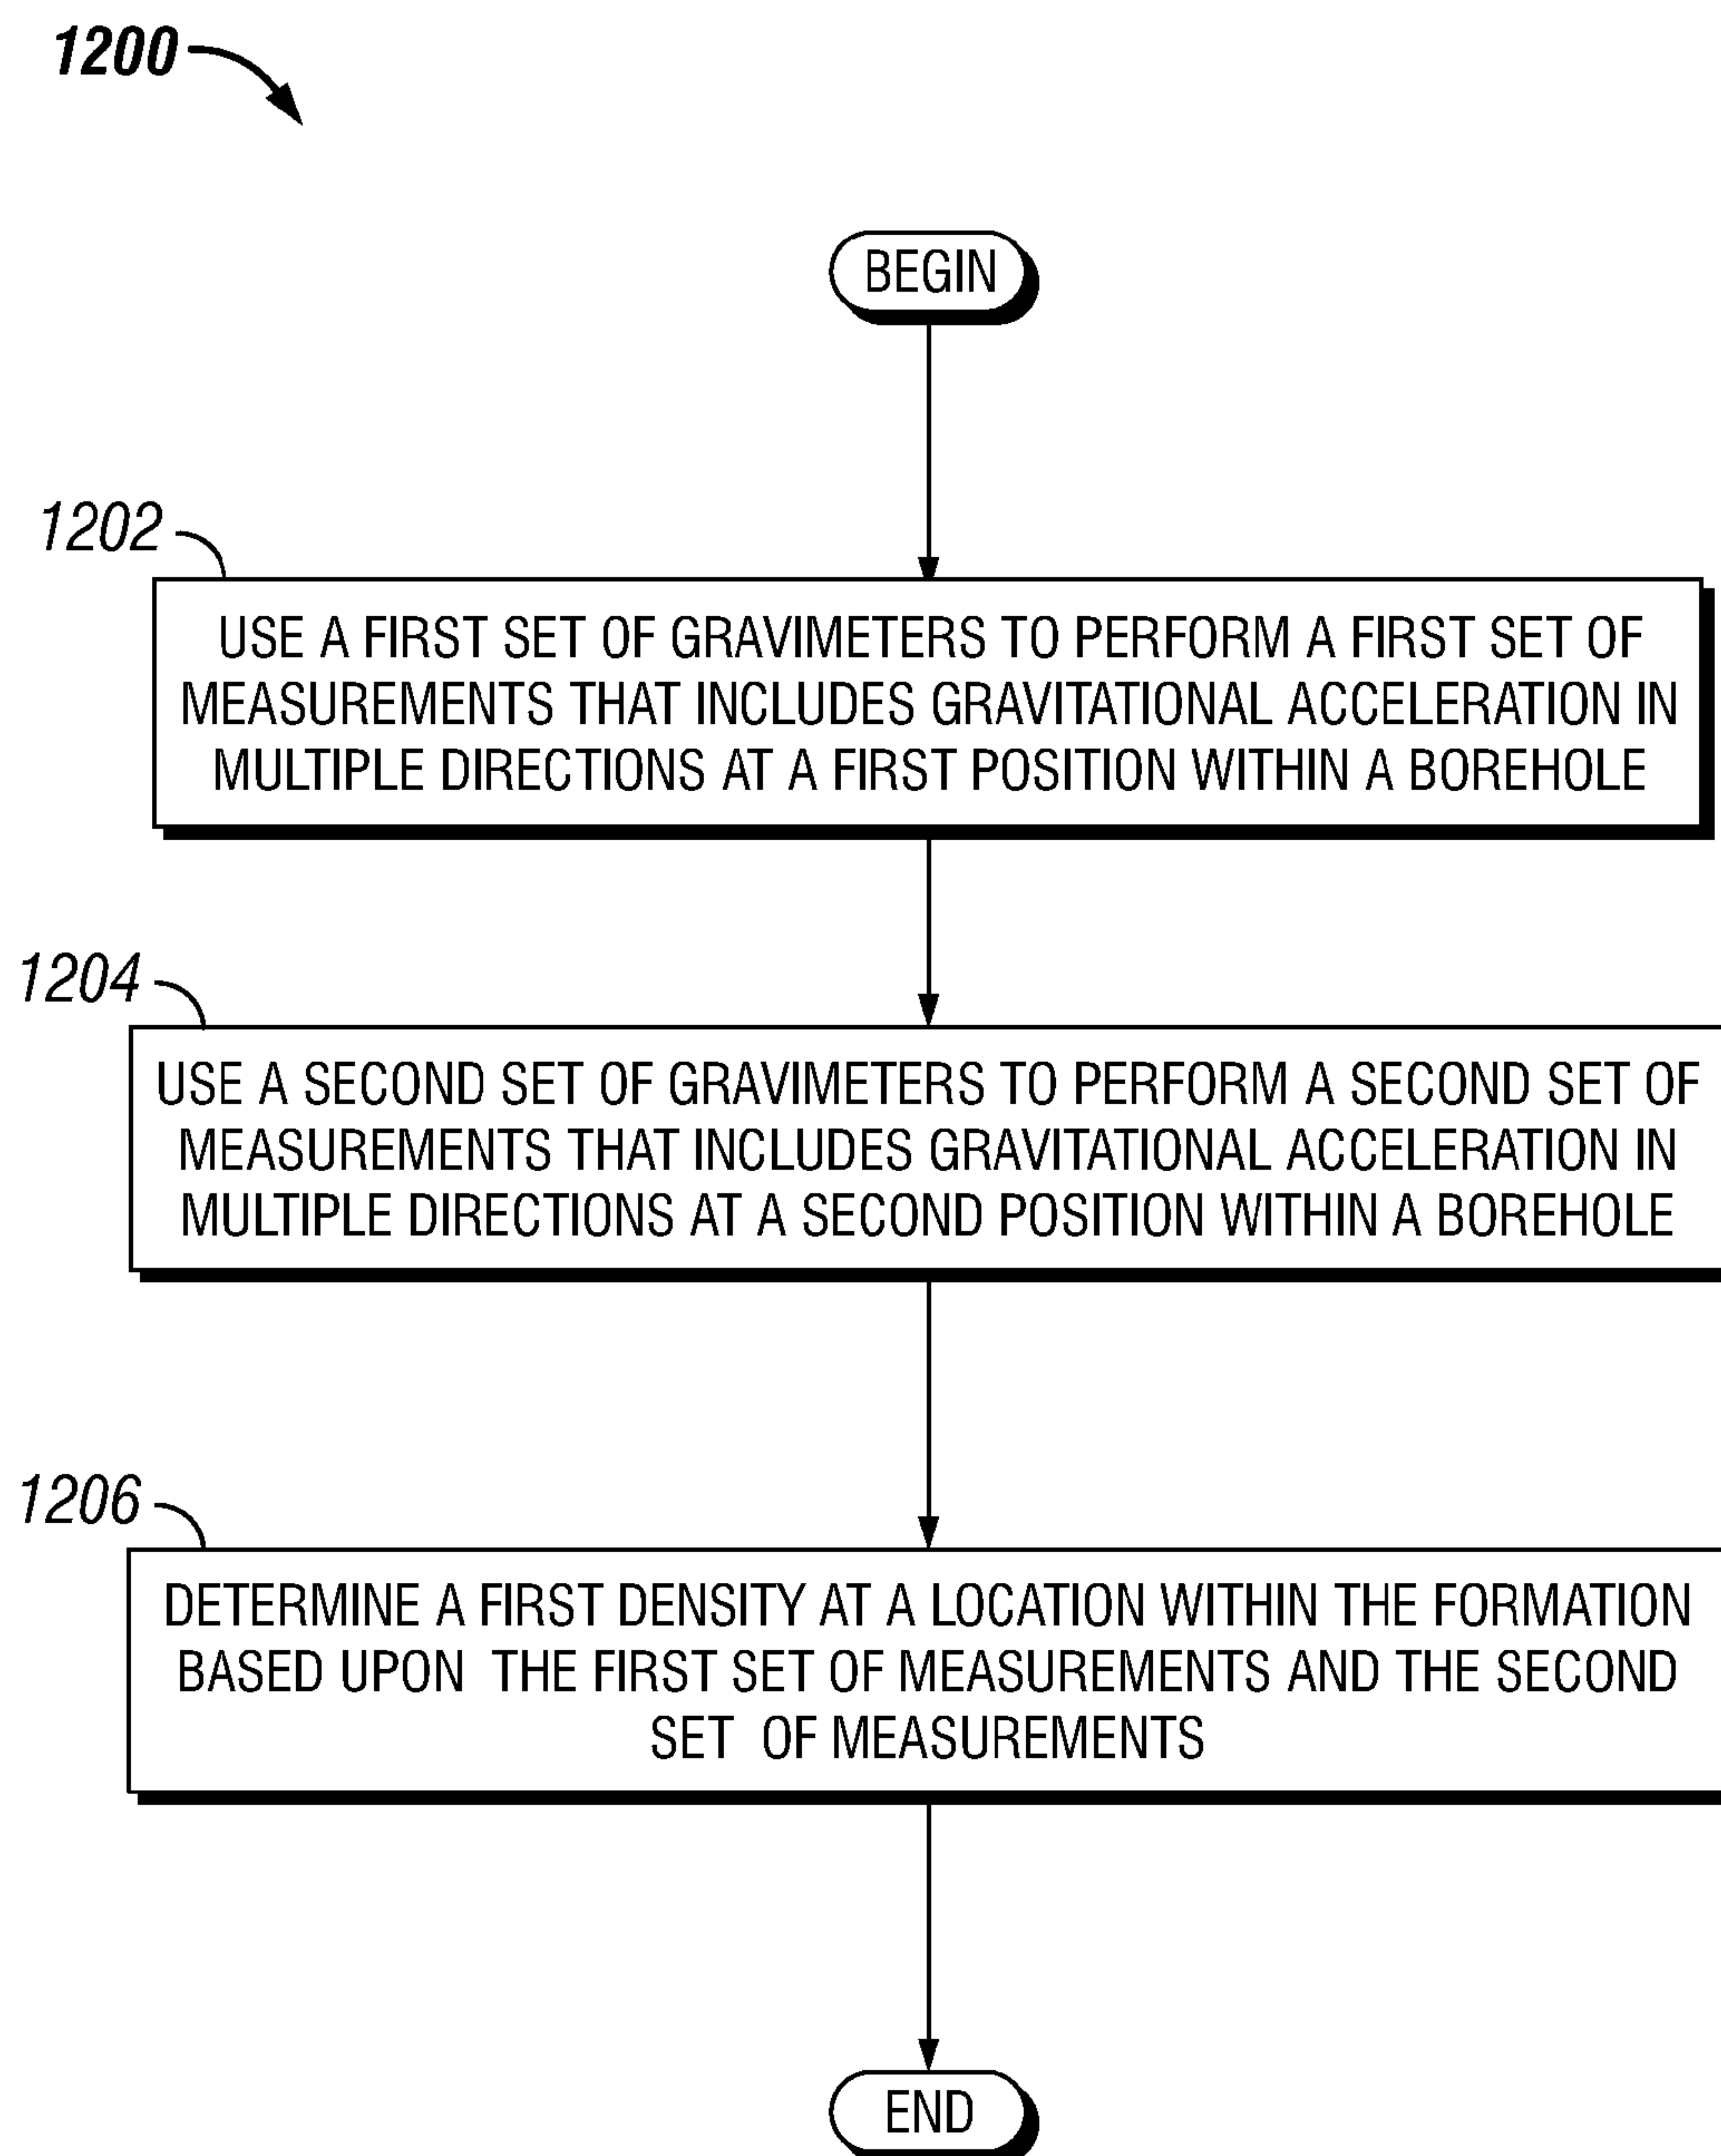 1200
BEGIN
1202
USE A FIRST SET OF GRAVIMETERS TO PERFORM A FIRST SET OF
MEASUREMENTS THAT INCLUDES GRAVITATIONAL ACCELERATION IN
MULTIPLE DIRECTIONS AT A FIRST POSITION WITHIN A BOREHOLE
1204
USE A SECOND SET OF GRAVIMETERS TO PERFORM A SECOND SET OF
MEASUREMENTS THAT INCLUDES GRAVITATIONAL ACCELERATION IN
MULTIPLE DIRECTIONS AT A SECOND POSITION WITHIN A BOREHOLE
1206
DETERMINE A FIRST DENSITY AT A LOCATION WITHIN THE FORMATION
BASED UPON THE FIRST SET OF MEASUREMENTS AND THE SECOND
SET OF MEASUREMENTS
END